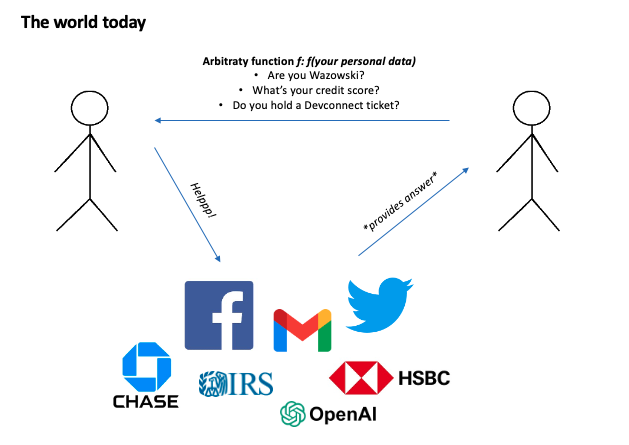 The world today
Arbitraty function f: f(your personal data)
• Are you Wazowski?
• What's your credit score?
• Do you hold a Devconnect ticket?
Helppp!
*provides answer*
CHASE
IRS
HSBC
OpenAI